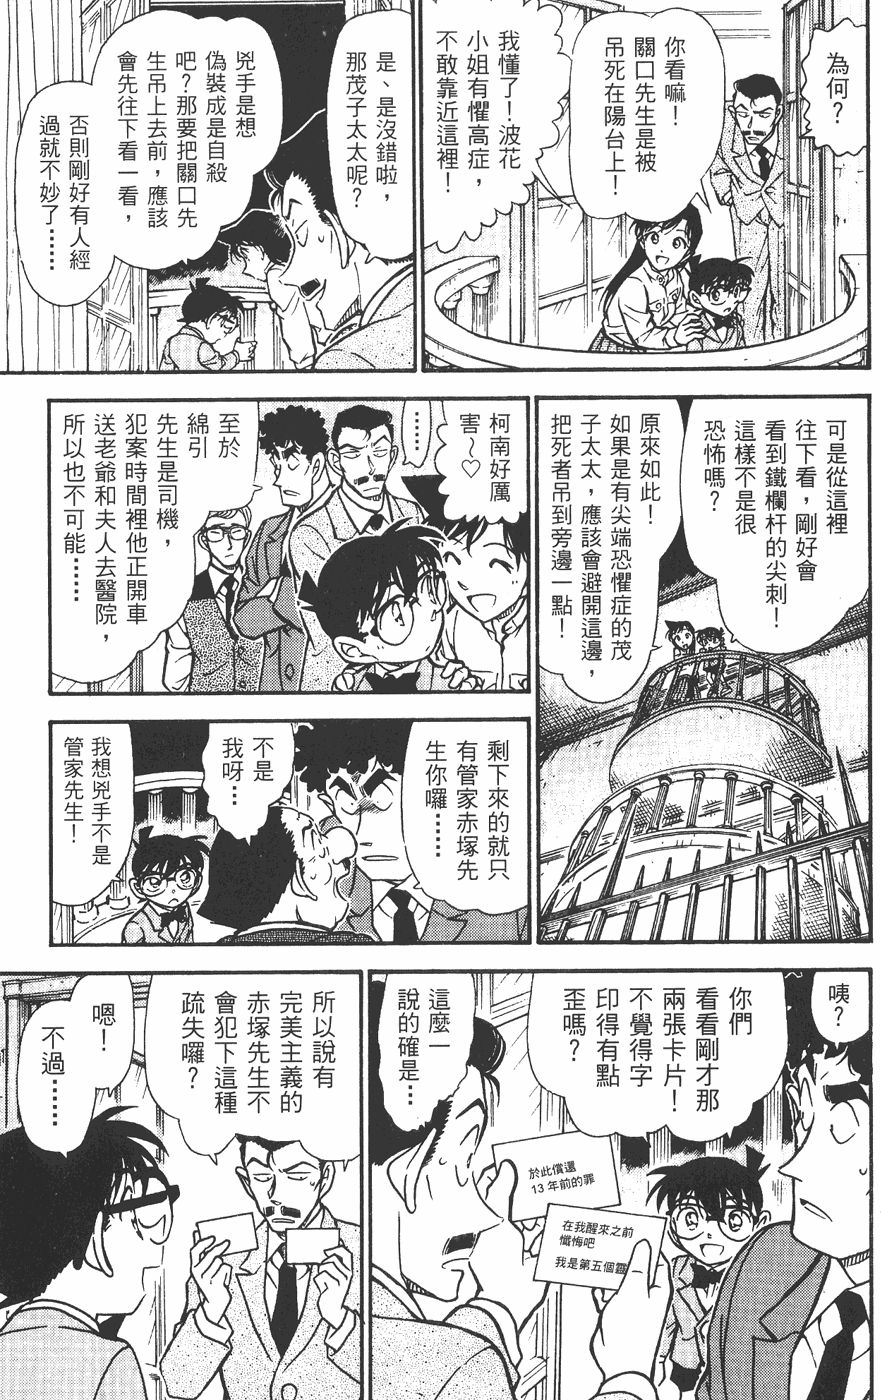 為何？
你看嘛！
關口先生是被
吊死在陽台上！
我懂了！波花
小姐有懼高症，
不敢靠近這裡！
是、是沒錯啦，
那茂子太太呢？
兇手是想
偽裝成是自殺
吧？那要把關口先
生吊上去前，應該
會先往下看一看，
否則剛好有人經
過就不妙了……
可是從這裡
往下看，剛好會
看到鐵欄杆的尖刺！
這樣不是很
恐怖嗎？
原來如此！
如果是有尖端恐懼症的茂
子太太，應該會避開這邊，
把死者吊到旁邊一點！
柯南好厲
害～♡
……
至於
綿引
先生是司機，
犯案時間裡他正開車
送老爺和夫人去醫院，
所以也不可能……
剩下來的就只
有管家赤塚先
生你囉……
不是
我呀…
我想兇手不是
管家先生！
咦？
你們
看看剛才那
兩張卡片！
不覺得字
印得有點
歪嗎？
於此償還
13 年前的罪
在我醒來之前
懺悔吧
我是第五個靈
這麼一
說的確是…
所以說有
完美主義的
赤塚先生不
會犯下這種
疏失囉？
嗯！
不過……